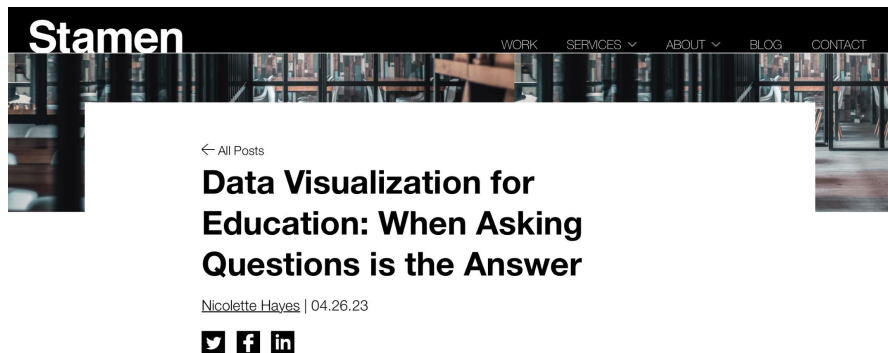 Stamen
WORK SERVICES ABOUT BLOG CONTACT
← All Posts
Data Visualization for
Education: When Asking
Questions is the Answer
Nicolette Hayes | 04.26.23